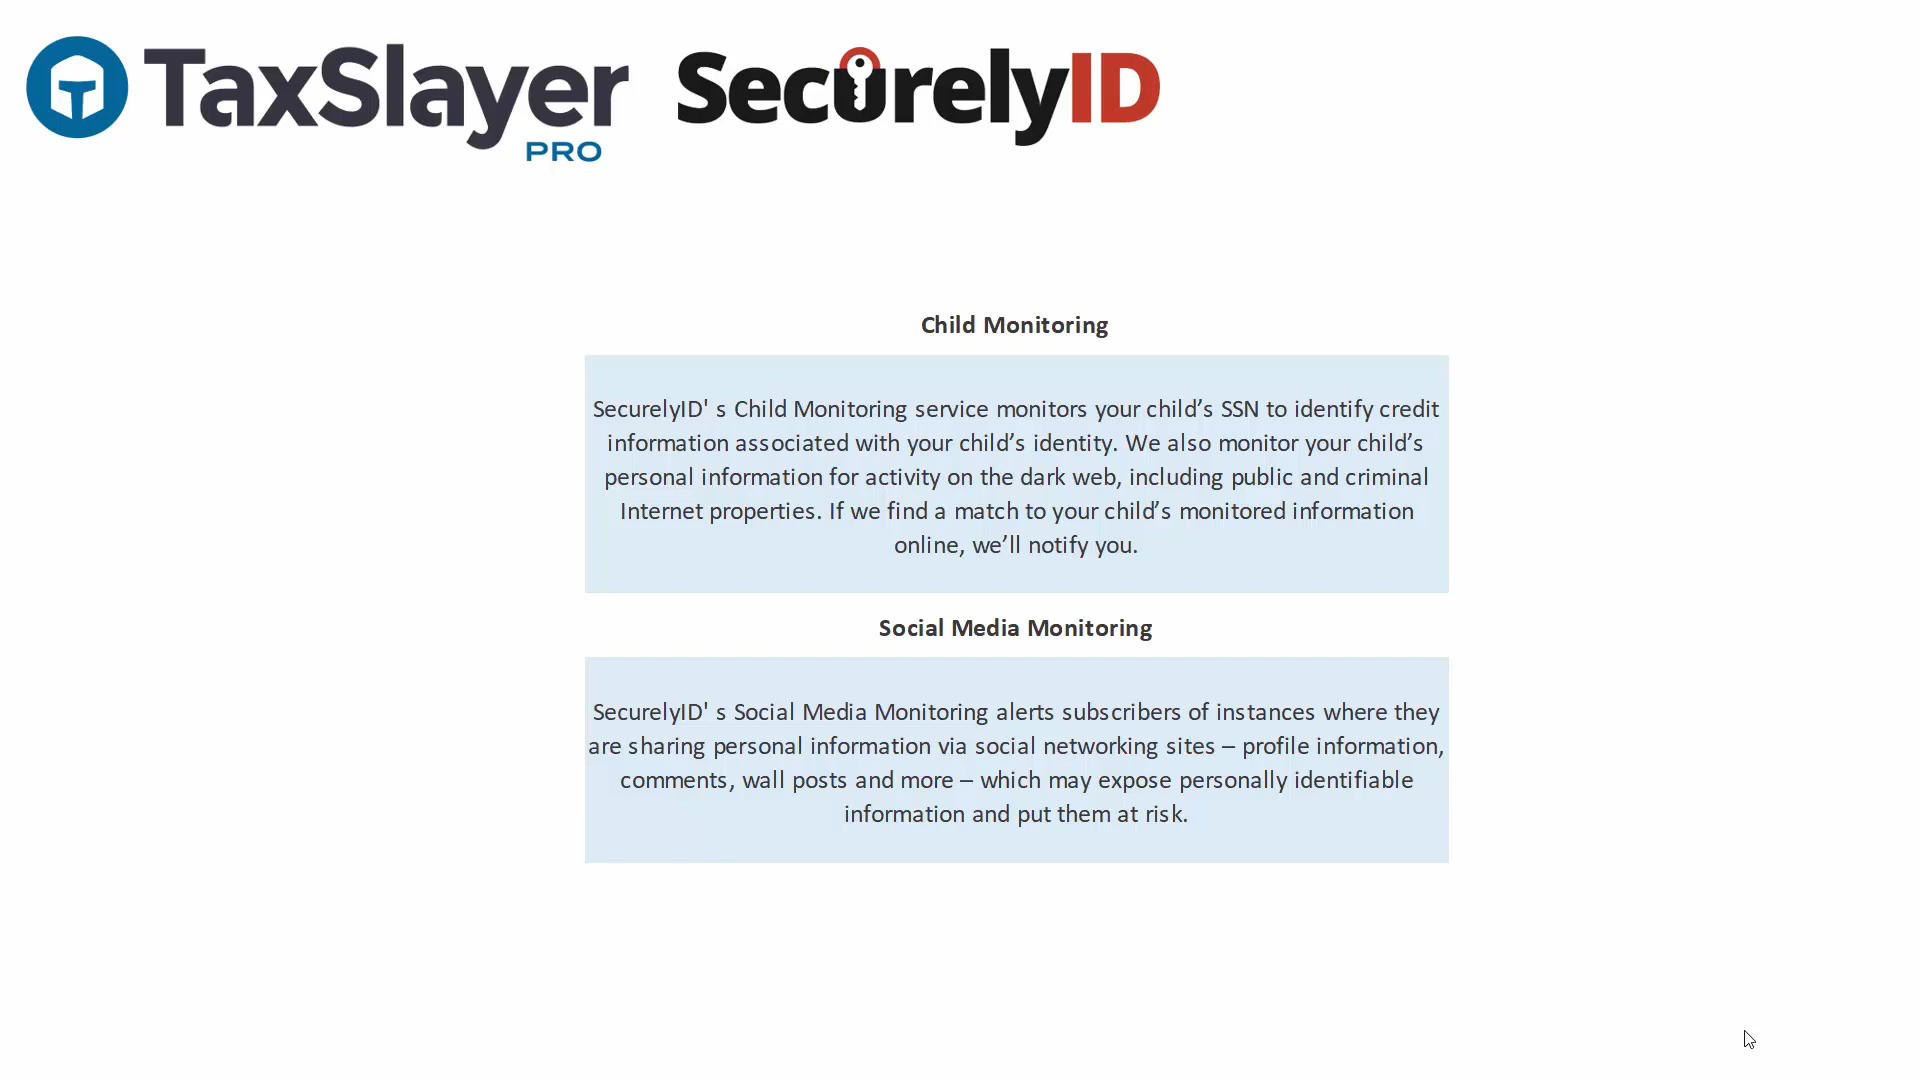 TaxSlayer
PRO
SecurelyID
Child Monitoring
SecurelyID' s Child Monitoring service monitors your child’s SSN to identify credit
information associated with your child’s identity. We also monitor your child’s
personal information for activity on the dark web, including public and criminal
Internet properties. If we find a match to your child’s monitored information
online, we’ll notify you.
Social Media Monitoring
SecurelyID' s Social Media Monitoring alerts subscribers of instances where they
are sharing personal information via social networking sites – profile information,
comments, wall posts and more – which may expose personally identifiable
information and put them at risk.